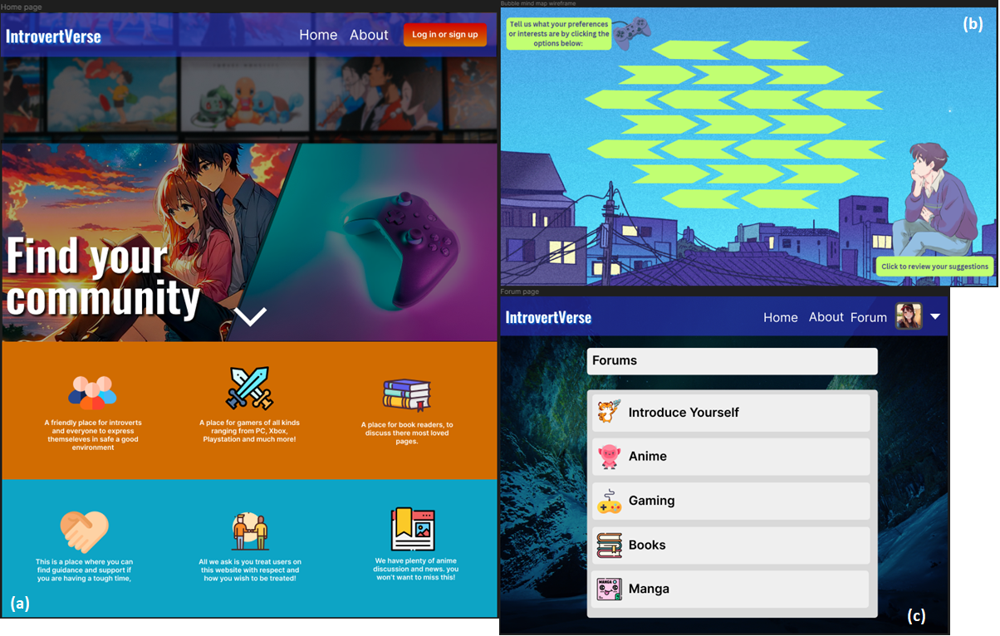 Home page
IntrovertVerse
Home About
Log in or sign up
Find your
community
A friendly place for introverts
and everyone to express
themseleves in safe a good
environment
A place for gamers of all kinds
ranging from PC, Xbox,
Playstation and much more!
A place for book readers, to
discuss there most loved
pages.
This is a place where you can
find guidance and support if
you are having a tough time,
All we ask is you treat users on
this website with respect and
how you wish to be treated!
We have plenty of anime
discussion and news. you
won't want to miss this!
(a)
Bubble mind map wireframe
Tell us what your preferences
or interests are by clicking the
options below:
(b)
Click to review your suggestions
Forum page
IntrovertVerse
Home About Forum
Forums
Introduce Yourself
Anime
Gaming
Books
MANGA
Manga
(c)